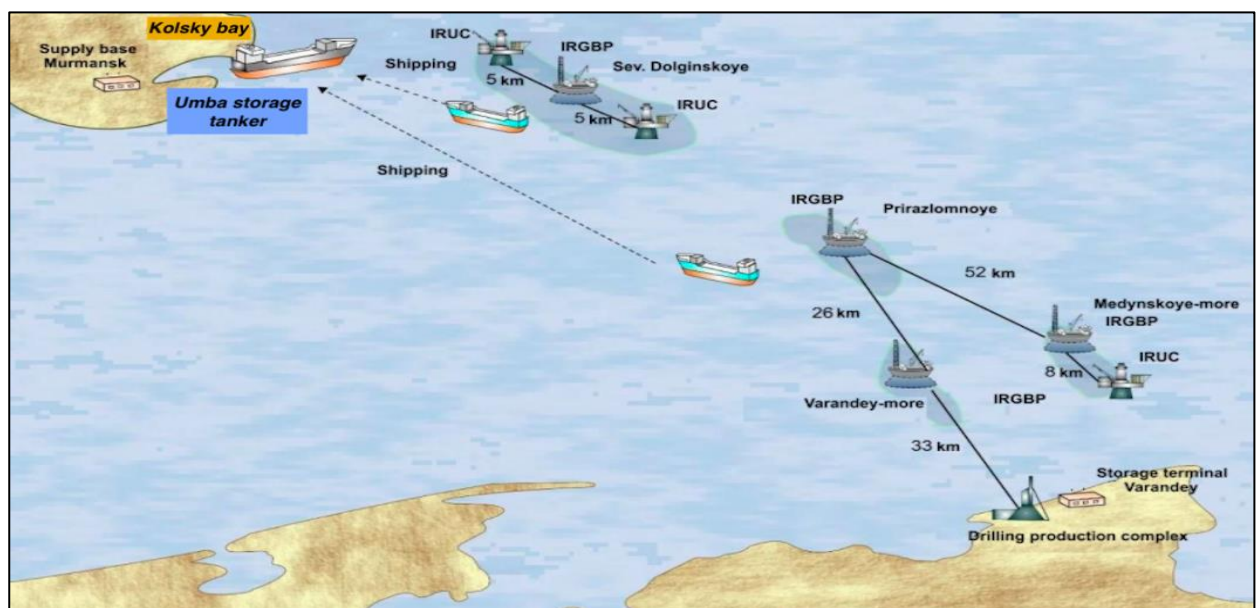 Kolsky bay
Supply base
Murmansk
Umba storage
tanker
Shipping
IRUC
IRGBP
Sev. Dolginskoye
5 km
5 km
IRUC
Shipping
IRGBP
Prirazlomnoye
52 km
26 km
Medynskoye-more
IRGBP
IRUC
8 km
Varandey-more
IRGBP
33 km
Storage terminal
Varandey
Drilling production complex